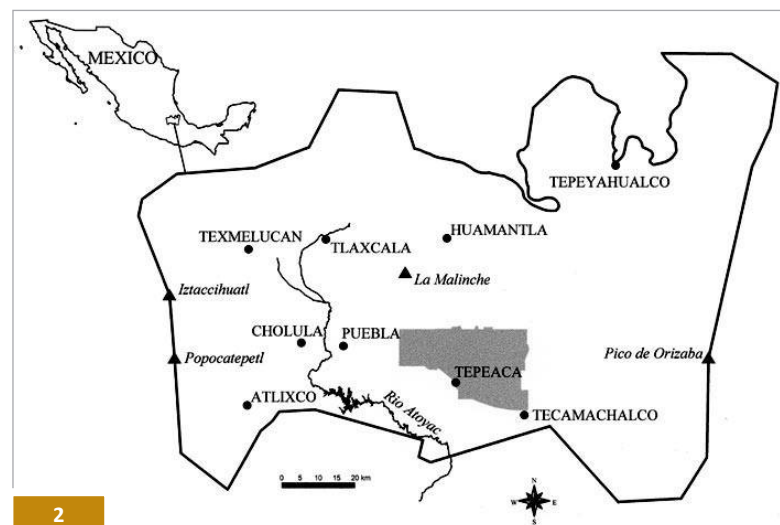 MEXICO
TEPEYAHUALCO
TEXMELUCAN
TLAXCALA
HUAMANTLA
La Malinche
Iztaccihuatl
CHOLULA
PUEBLA
Popocatepetl
Pico de Orizaba
TEPEACA
ATLIXCO
Rio Atoyac
TECAMACHALCO
0 5 10 20 km
N
W E
S
2